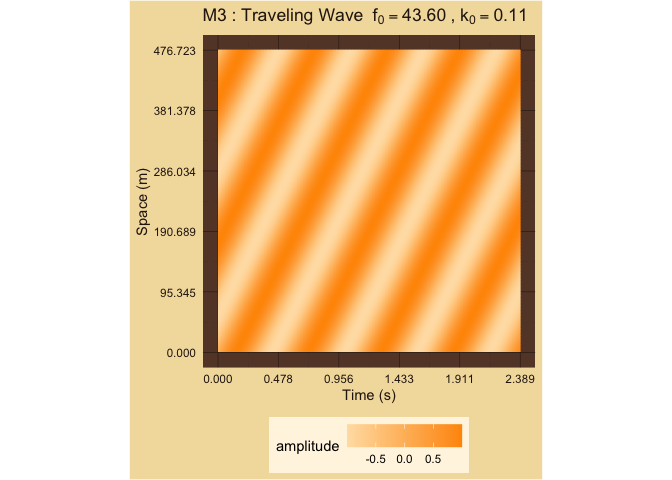 M3 : Traveling Wave f₀ = 43.60 , k₀ = 0.11
Space (m)
476.723
381.378
286.034
190.689
95.345
0.000
0.000 0.478 0.956 1.433 1.911 2.389
Time (s)
amplitude
-0.5 0.0 0.5